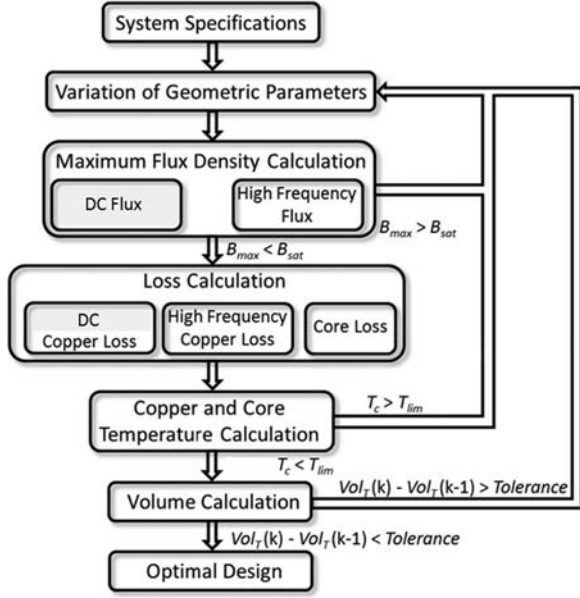 System Specifications
Variation of Geometric Parameters
Maximum Flux Density Calculation
DC Flux
High Frequency
Flux
B_max > B_sat
B_max < B_sat
Loss Calculation
DC
Copper Loss
High Frequency
Copper Loss
Core Loss
Copper and Core
Temperature Calculation
T_c > T_lim
T_c < T_lim
Volume Calculation
Vol_T(k) - Vol_T(k-1) > Tolerance
Vol_T(k) - Vol_T(k-1) < Tolerance
Optimal Design